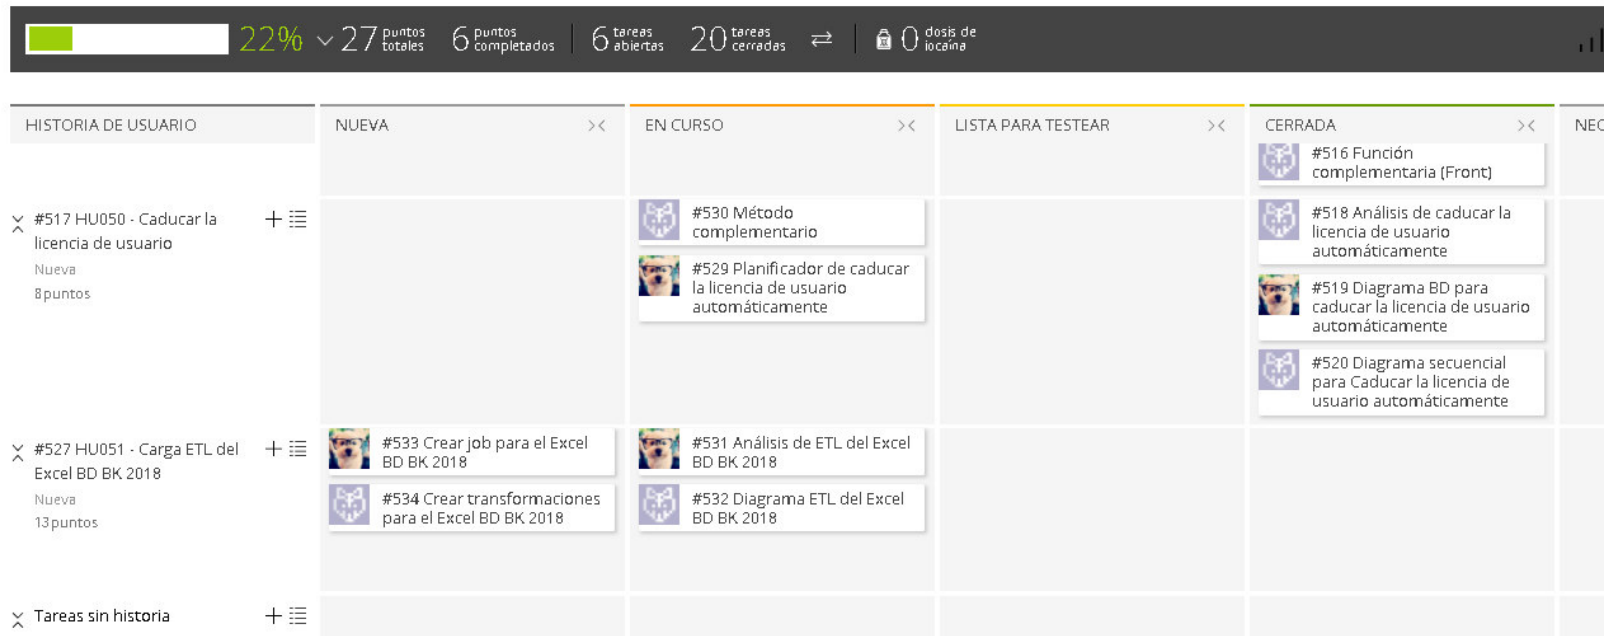 22% 27 puntos totales 6 puntos completados 6 tareas abiertas 20 tareas cerradas 0 dosis de iocaína
HISTORIA DE USUARIO NUEVA EN CURSO LISTA PARA TESTEAR CERRADA NEC
#516 Función
complementaria (Front)
#517 HU050 - Caducar la
licencia de usuario
Nueva
8puntos
#530 Método
complementario
#529 Planificador de caducar
la licencia de usuario
automáticamente
#518 Análisis de caducar la
licencia de usuario
automáticamente
#519 Diagrama BD para
caducar la licencia de usuario
automáticamente
#520 Diagrama secuencial
para Caducar la licencia de
usuario automáticamente
#527 HU051 - Carga ETL del
Excel BD BK 2018
Nueva
13puntos
#533 Crear job para el Excel
BD BK 2018
#534 Crear transformaciones
para el Excel BD BK 2018
#531 Análisis de ETL del Excel
BD BK 2018
#532 Diagrama ETL del Excel
BD BK 2018
Tareas sin historia